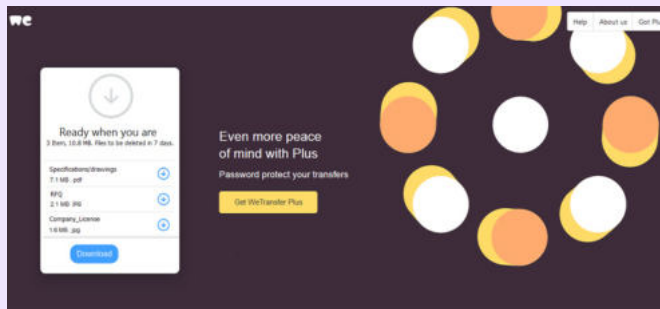 we
Help About us Got Plu
Ready when you are
3 item, 10.8 MB. Files to be deleted in 7 days.
Specifications/drawings
7.1 MB .pdf
RFQ
2.1 MB
Company_License
1.6 MB .jpg
Download
Even more peace
of mind with Plus
Password protect your transfers
Get WeTransfer Plus